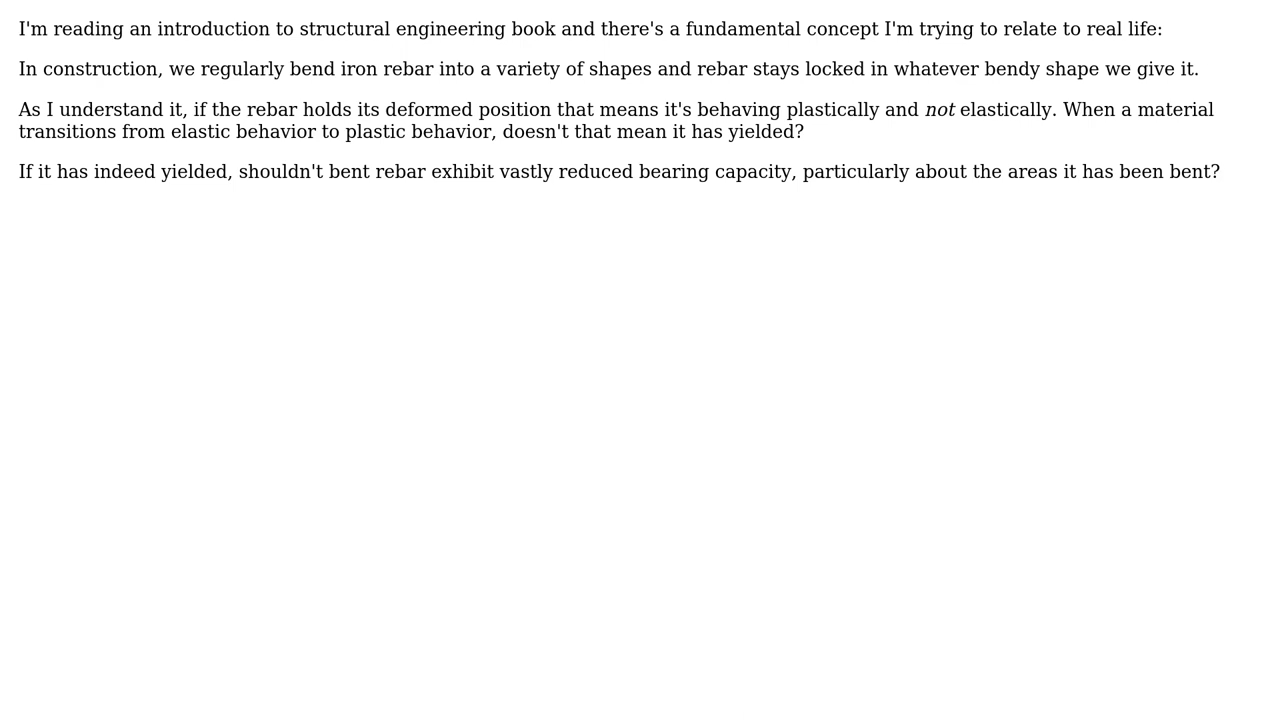 I'm reading an introduction to structural engineering book and there's a fundamental concept I'm trying to relate to real life:
In construction, we regularly bend iron rebar into a variety of shapes and rebar stays locked in whatever bendy shape we give it.
As I understand it, if the rebar holds its deformed position that means it's behaving plastically and not elastically. When a material
transitions from elastic behavior to plastic behavior, doesn't that mean it has yielded?
If it has indeed yielded, shouldn't bent rebar exhibit vastly reduced bearing capacity, particularly about the areas it has been bent?